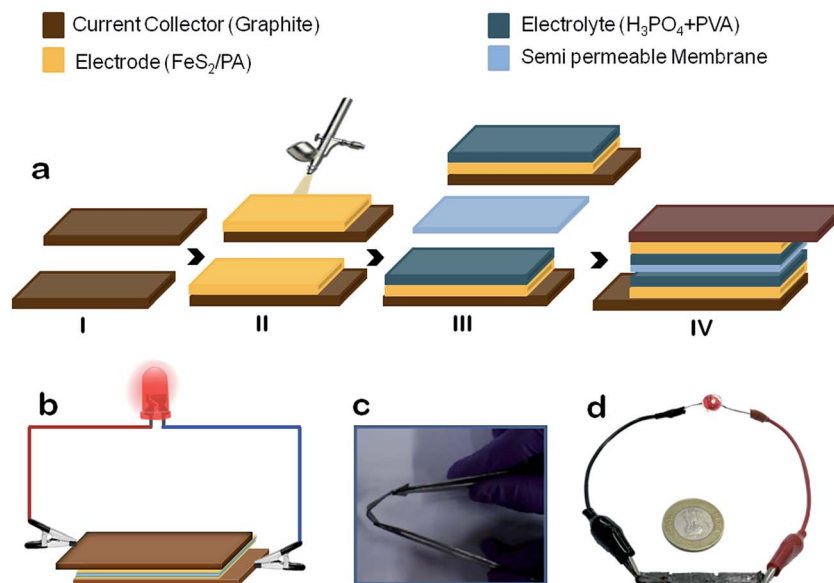 Current Collector (Graphite)
Electrolyte (H₃PO₄+PVA)
Electrode (FeS₂/PA)
Semi permeable Membrane
a
I
II
III
IV
b
c
d